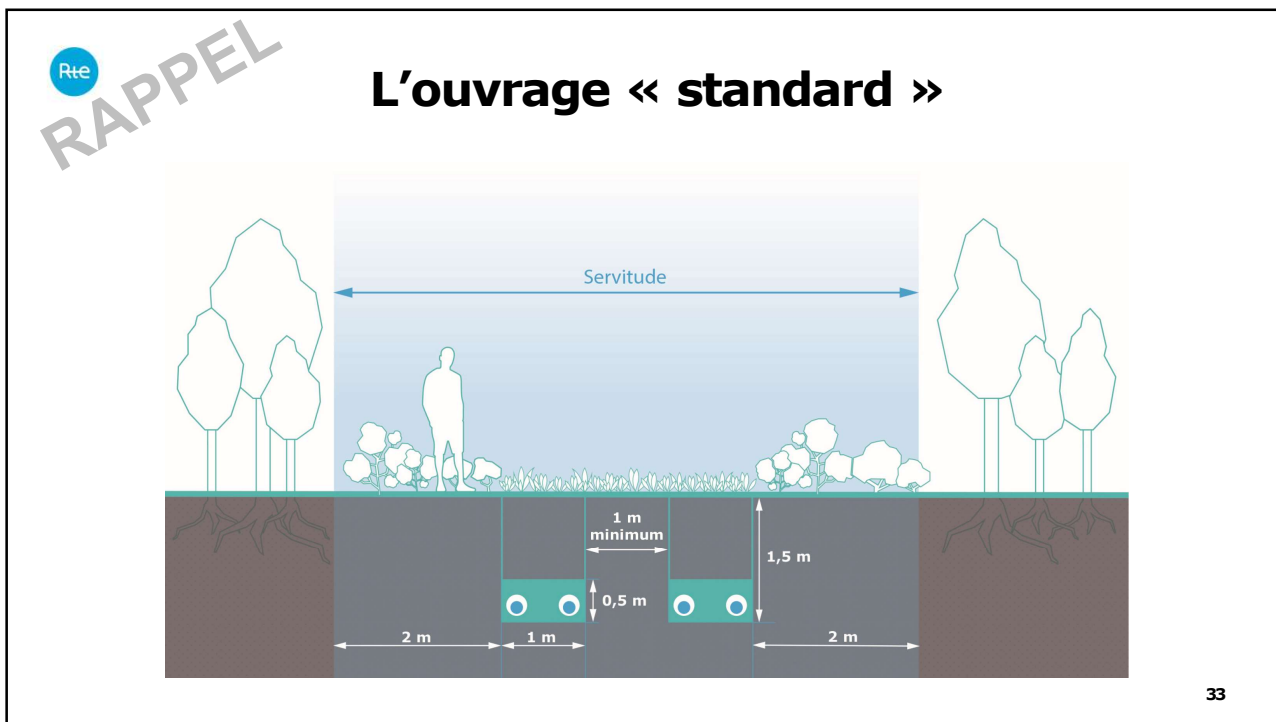 Rte
RAPPEL
L'ouvrage « standard »
Servitude
1 m
minimum
1,5 m
0,5 m
2 m
1 m
2 m
33